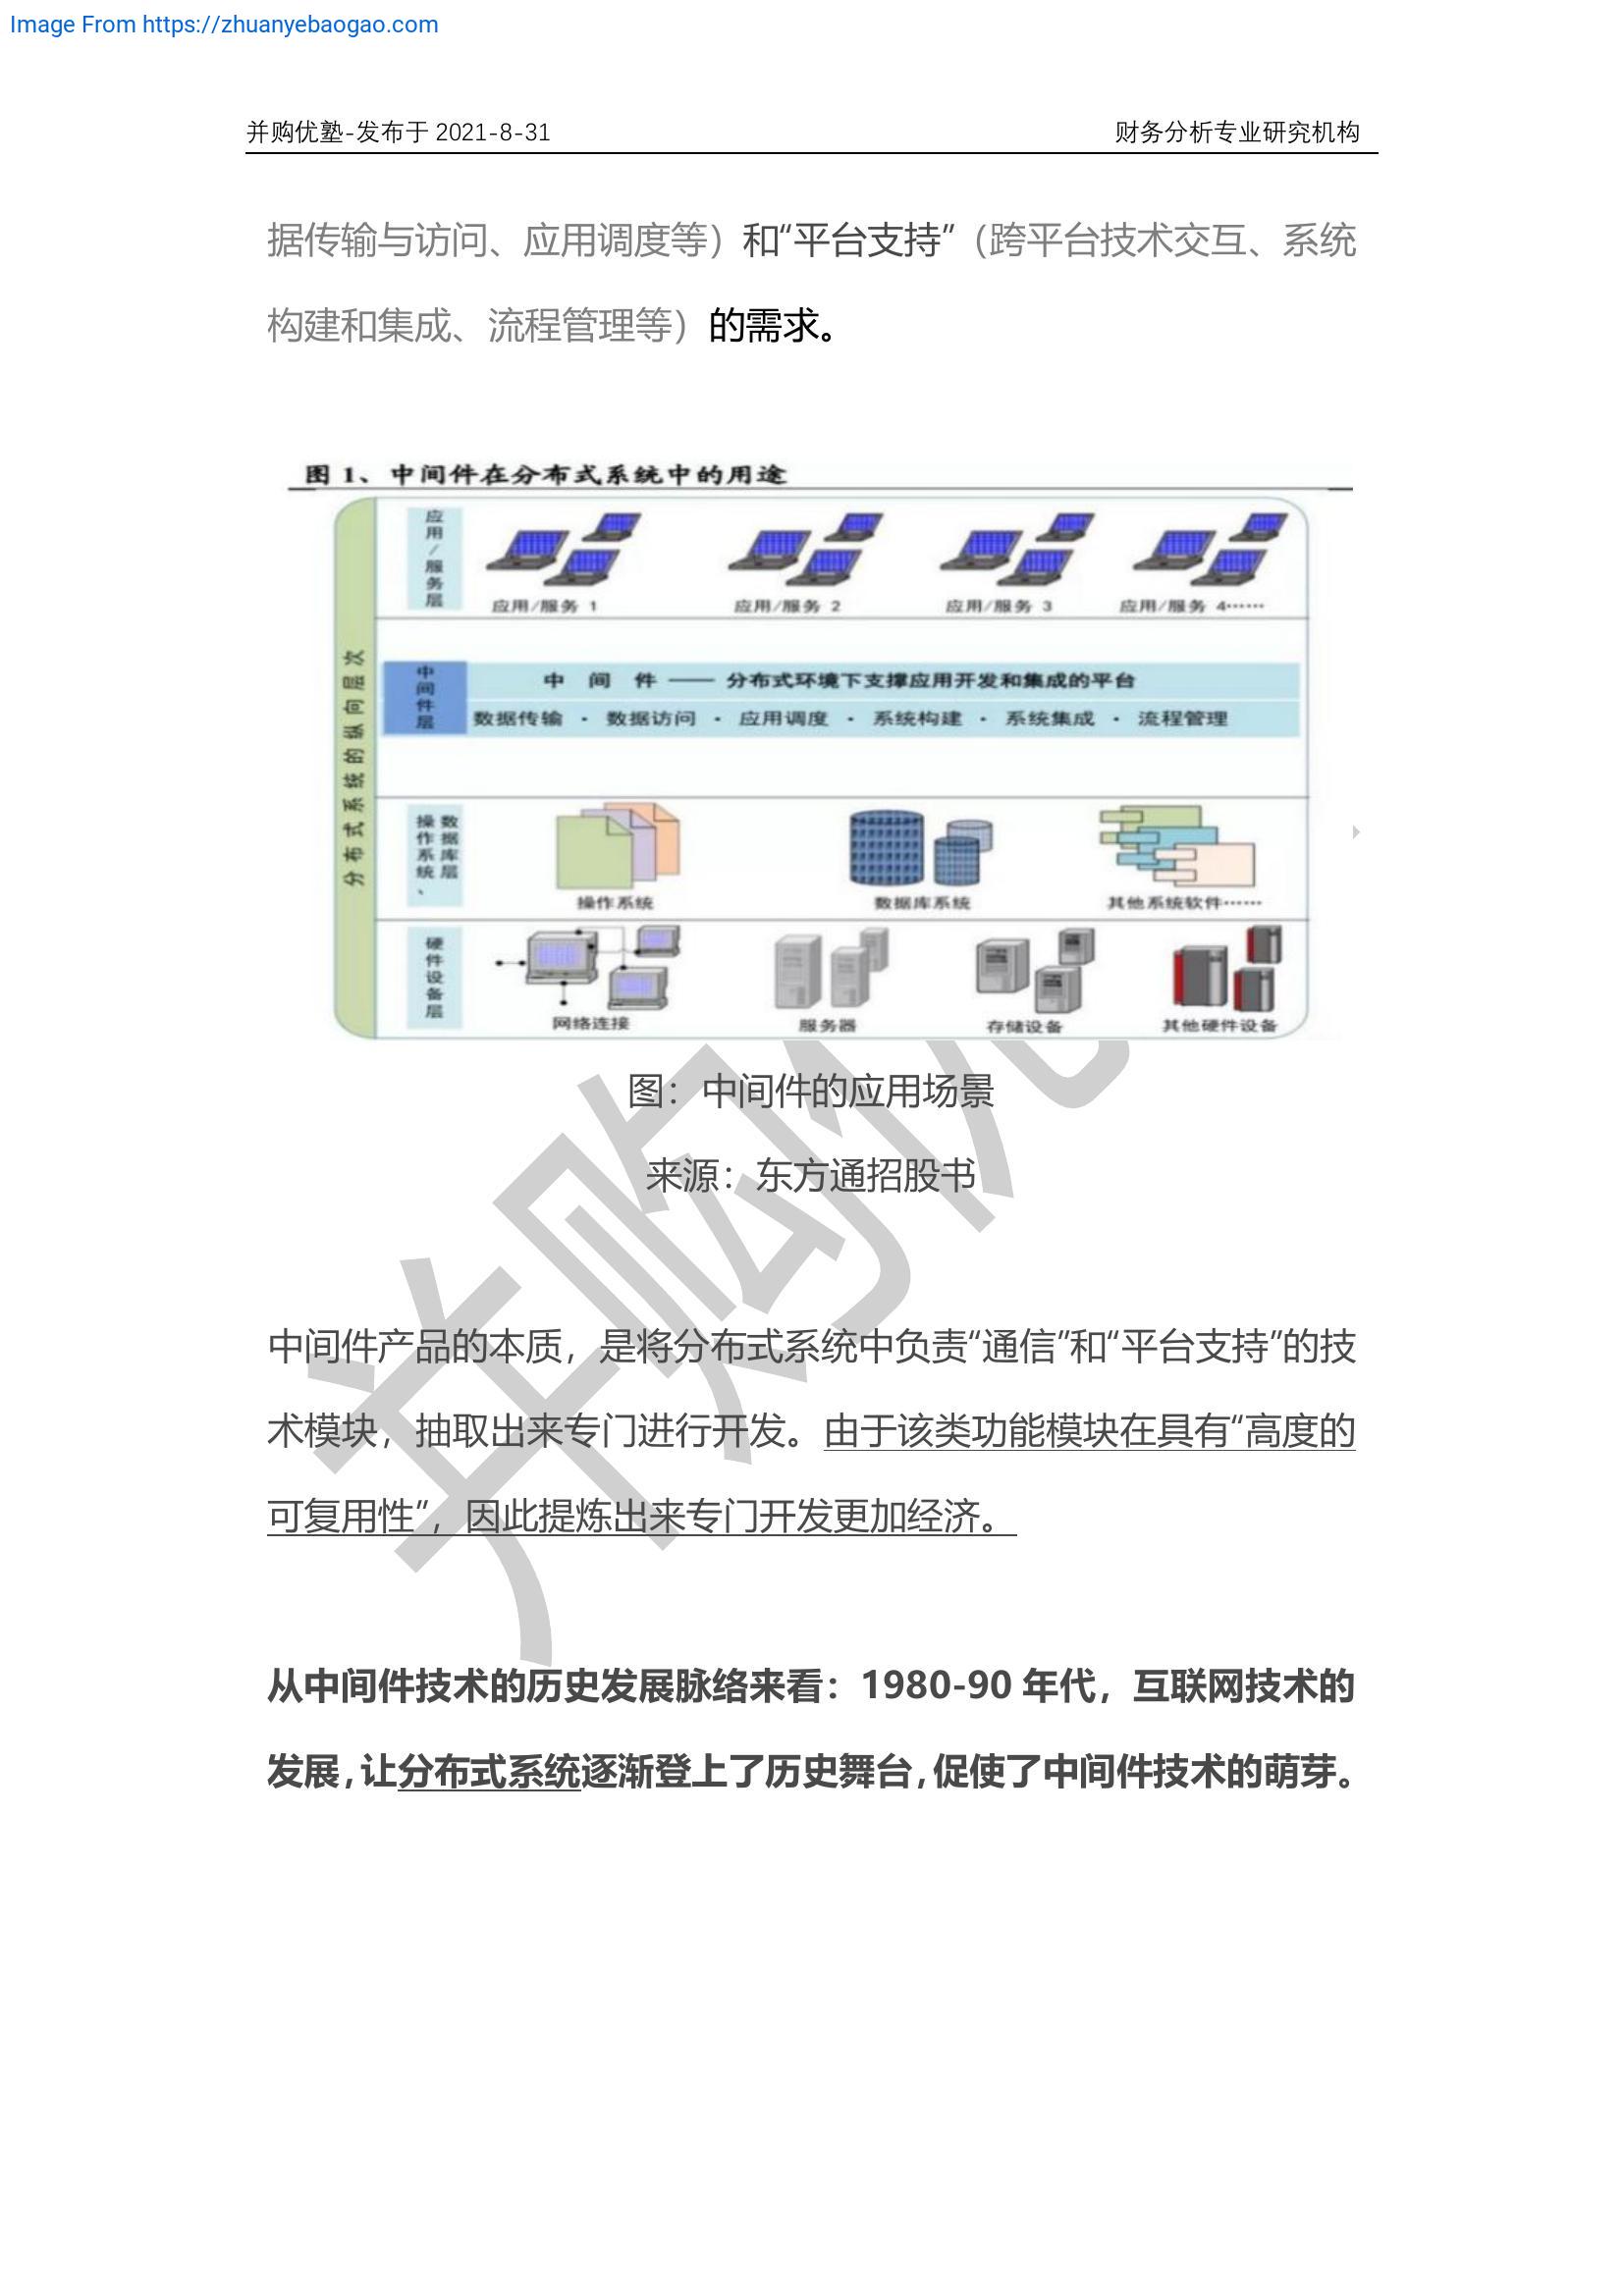 Image From https://zhuanyebaogao.com
并购优塾-发布于 2021-8-31
财务分析专业研究机构
据传输与访问、应用调度等）和“平台支持”（跨平台技术交互、系统
构建和集成、流程管理等）的需求。
图 1、中间件在分布式系统中的用途
分布式系统的纵向层次
应用/服务层
应用/服务 1
应用/服务 2
应用/服务 3
应用/服务 4……
中间件层
中 间 件 —— 分布式环境下支撑应用开发和集成的平台
数据传输 · 数据访问 · 应用调度 · 系统构建 · 系统集成 · 流程管理
操作系统、
数据库层
操作系统
数据库系统
其他系统软件……
硬件设备层
网络连接
服务器
存储设备
其他硬件设备
图：中间件的应用场景
来源：东方通招股书
中间件产品的本质，是将分布式系统中负责“通信”和“平台支持”的技
术模块，抽取出来专门进行开发。由于该类功能模块在具有“高度的
可复用性”，因此提炼出来专门开发更加经济。
从中间件技术的历史发展脉络来看：1980-90 年代，互联网技术的
发展，让分布式系统逐渐登上了历史舞台，促使了中间件技术的萌芽。
并购优